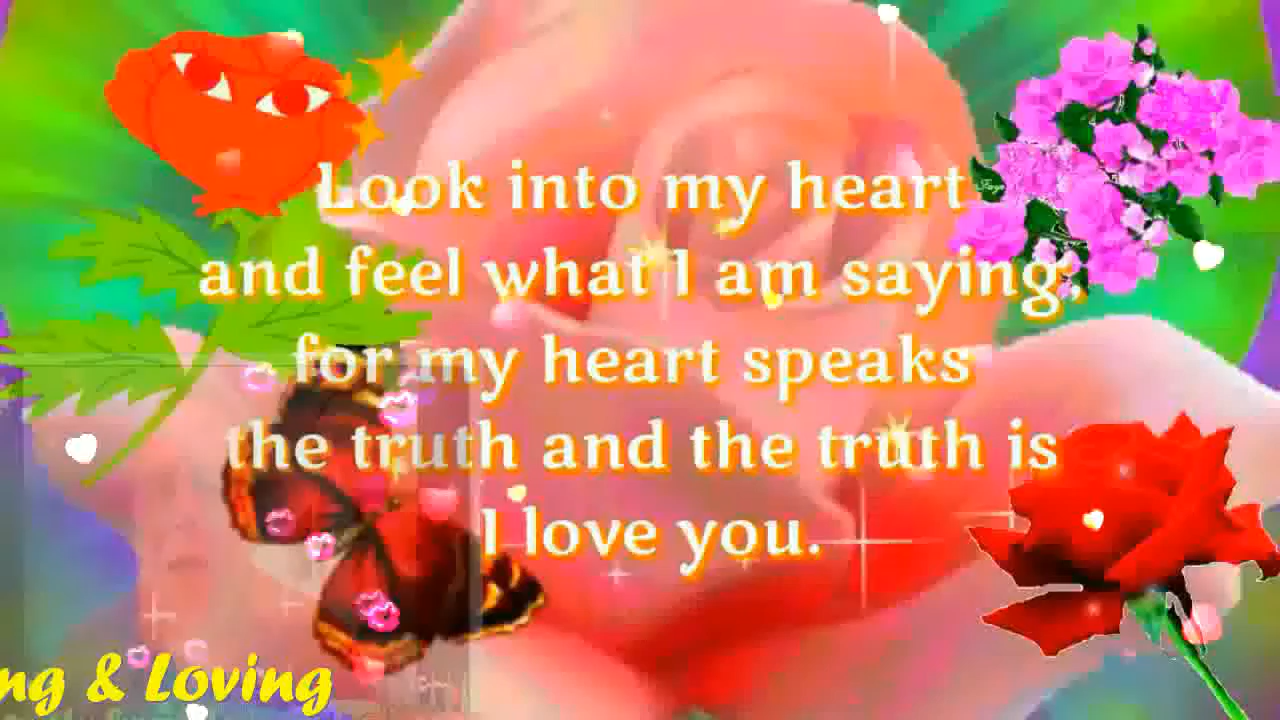 Look into my heart
and feel what I am saying,
for my heart speaks
the truth and the truth is
I love you.
ng & Loving